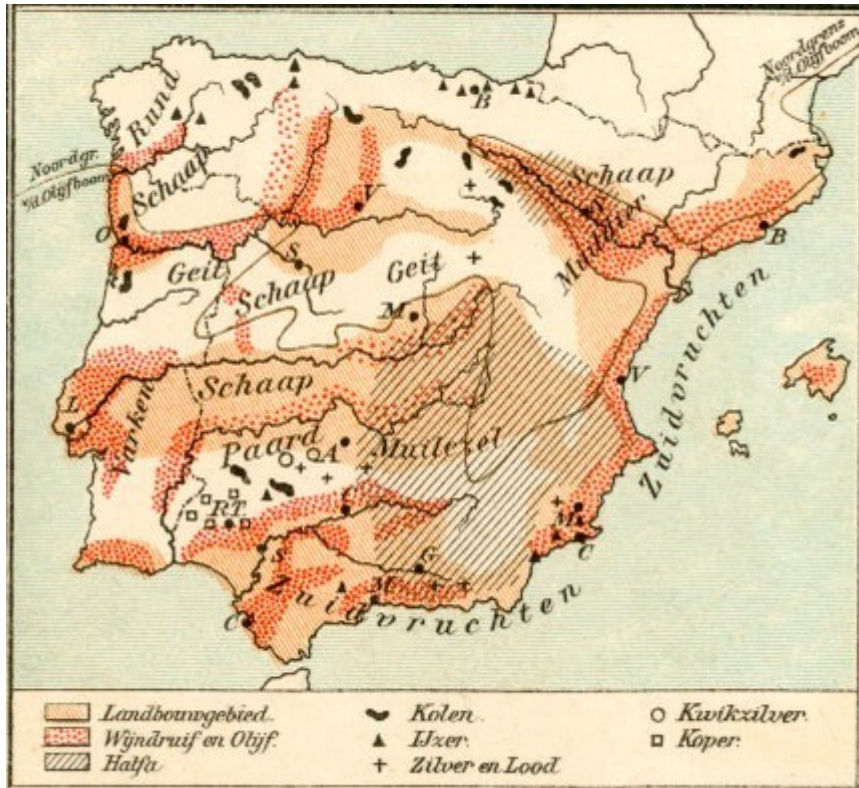 Noordgrens
v/d. Olijfboom
B
Rund
Noordgr.
v/d. Olijfboom
Schaap
Schaap
V
Z
Muildier
B
O
Geit
S
Geit
Schaap
M
Zuidvruchten
V
L
Varken
Schaap
Paard
A
Muilezel
R.T.
C
M
C
S
G
M
C
Zuidvruchten
Landbouwgebied.
Wijndruif en Olijf.
Halfa
Kolen.
IJzer.
Zilver en Lood
Kwikzilver.
Koper.